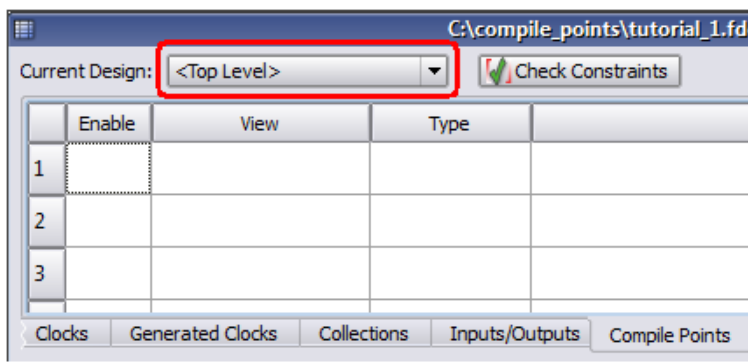 C:\compile_points\tutorial_1.fd
Current Design: <Top Level> Check Constraints
Enable View Type
1
2
3
Clocks Generated Clocks Collections Inputs/Outputs Compile Points